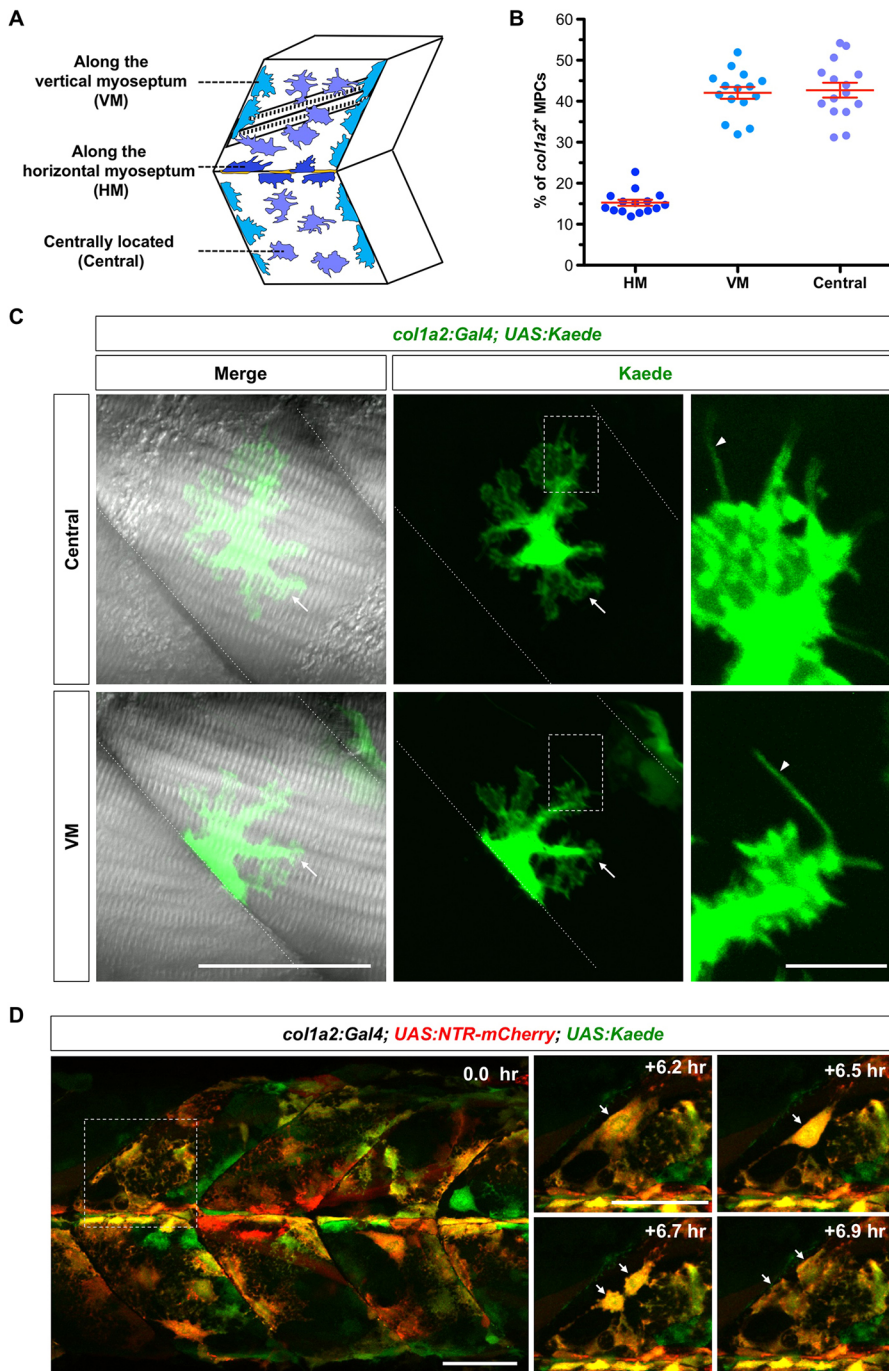 A
Along the
vertical myoseptum
(VM)
Along the
horizontal myoseptum
(HM)
Centrally located
(Central)
B
% of col1a2+ MPCs
60
50
40
30
20
10
0
HM
VM
Central
C
col1a2:Gal4; UAS:Kaede
Merge
Kaede
Central
VM
D
col1a2:Gal4; UAS:NTR-mCherry; UAS:Kaede
0.0 hr
+6.2 hr
+6.5 hr
+6.7 hr
+6.9 hr